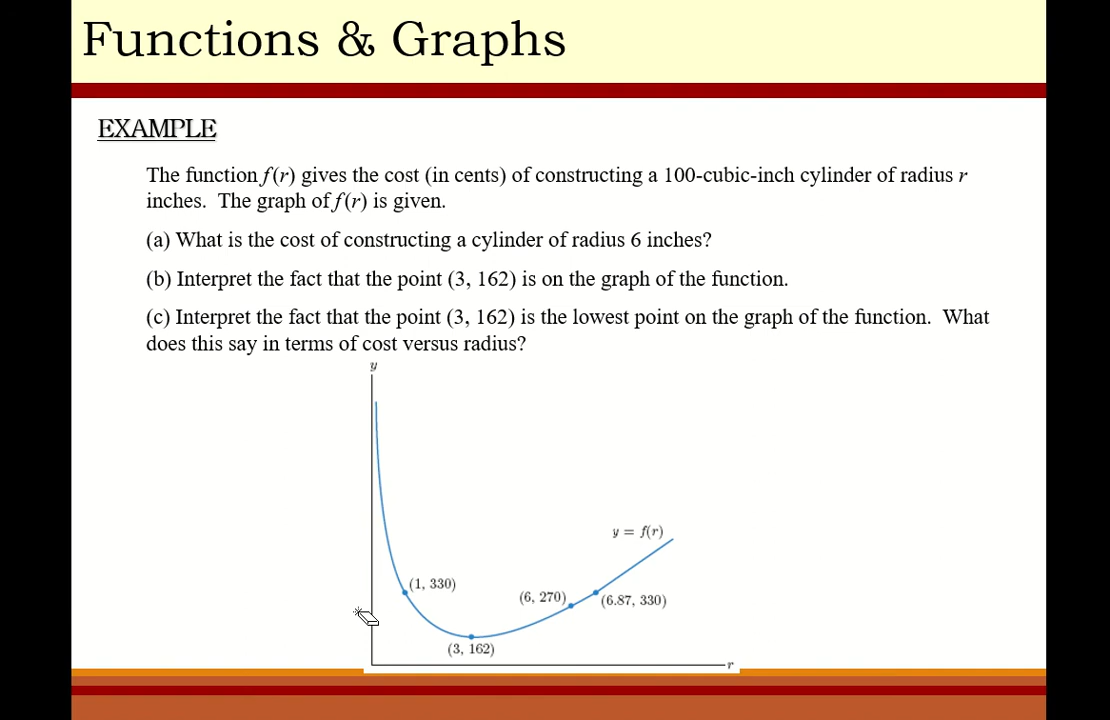 Functions & Graphs
EXAMPLE
The function f(r) gives the cost (in cents) of constructing a 100-cubic-inch cylinder of radius r
inches.  The graph of f(r) is given.
(a) What is the cost of constructing a cylinder of radius 6 inches?
(b) Interpret the fact that the point (3, 162) is on the graph of the function.
(c) Interpret the fact that the point (3, 162) is the lowest point on the graph of the function.  What
does this say in terms of cost versus radius?
y
y = f(r)
(1, 330)
(6, 270)
(6.87, 330)
(3, 162)
r